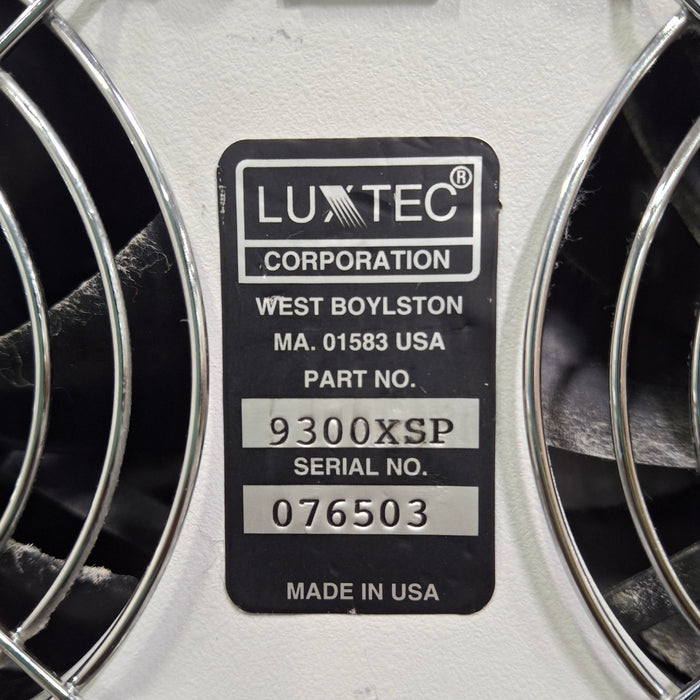 LUXTEC®
CORPORATION
WEST BOYLSTON
MA. 01583 USA
PART NO.
9300XSP
SERIAL NO.
076503
MADE IN USA